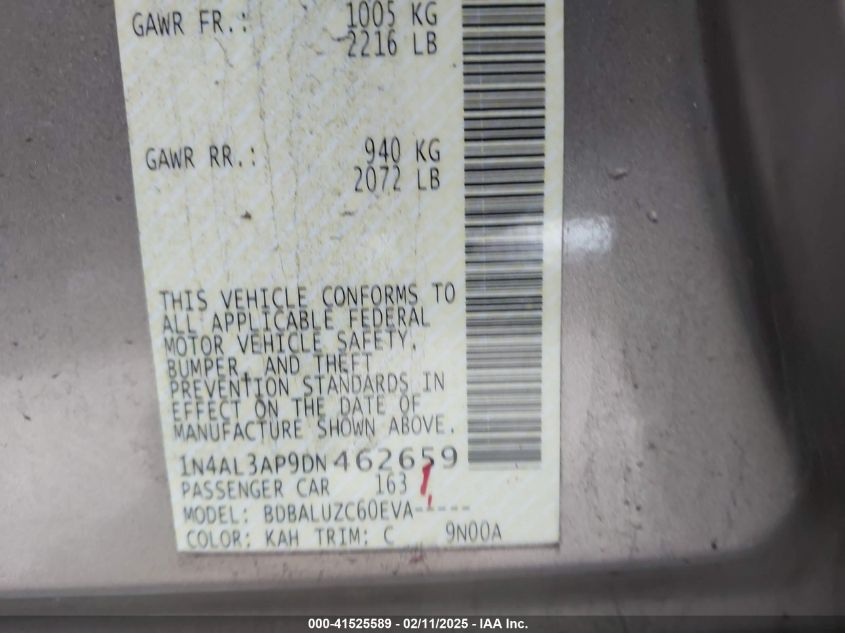 GAWR FR.: 1005 KG
2216 LB
GAWR RR.: 940 KG
2072 LB
THIS VEHICLE CONFORMS TO
ALL APPLICABLE FEDERAL
MOTOR VEHICLE SAFETY,
BUMPER, AND THEFT
PREVENTION STANDARDS IN
EFFECT ON THE DATE OF
MANUFACTURE SHOWN ABOVE.
1N4AL3AP9DN462659
PASSENGER CAR 163
MODEL: BDBALUZC60EVA-----
COLOR: KAH TRIM: C 9N00A
000-41525589 - 02/11/2025 - IAA Inc.